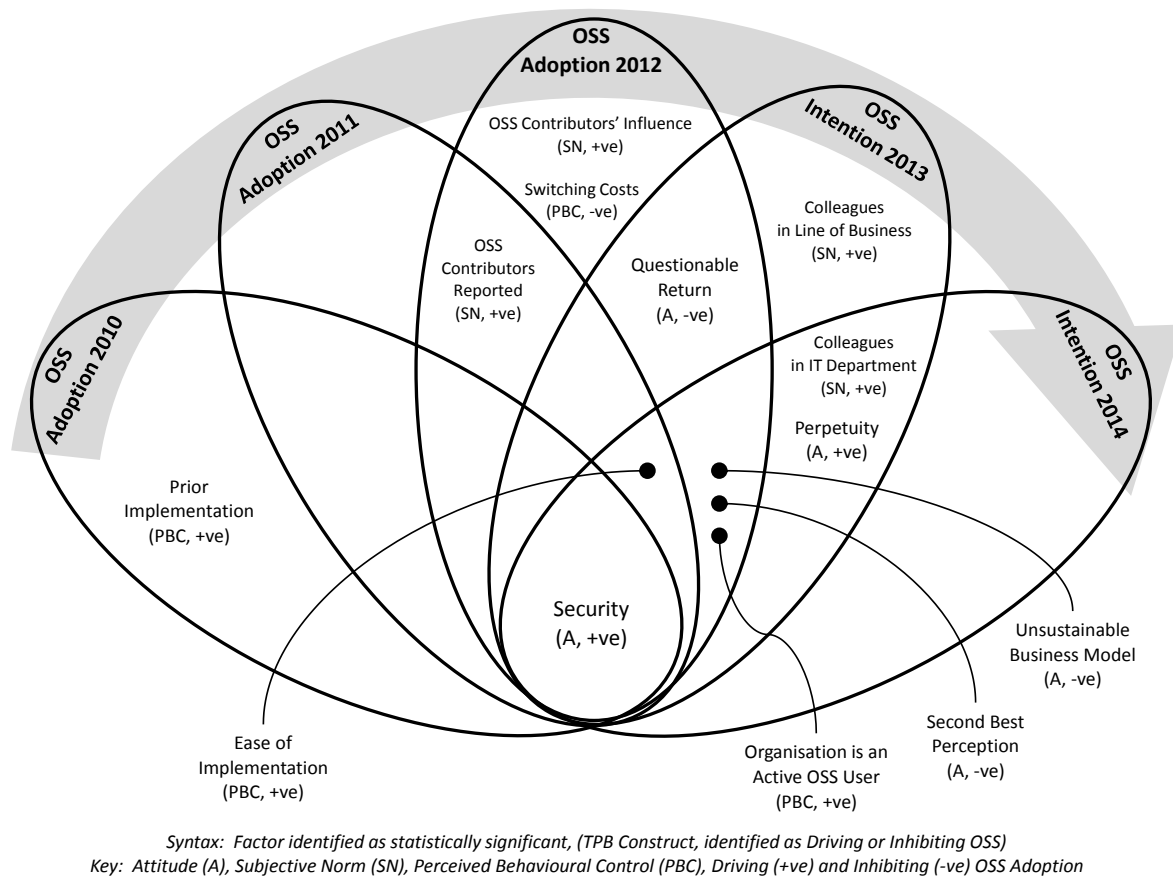 OSS
Adoption 2010
OSS
Adoption 2011
OSS
Adoption 2012
OSS
Intention 2013
OSS
Intention 2014
OSS Contributors' Influence
(SN, +ve)
Switching Costs
(PBC, -ve)
OSS
Contributors
Reported
(SN, +ve)
Questionable
Return
(A, -ve)
Colleagues
in Line of Business
(SN, +ve)
Colleagues
in IT Department
(SN, +ve)
Perpetuity
(A, +ve)
Prior
Implementation
(PBC, +ve)
Security
(A, +ve)
Ease of
Implementation
(PBC, +ve)
Organisation is an
Active OSS User
(PBC, +ve)
Second Best
Perception
(A, -ve)
Unsustainable
Business Model
(A, -ve)
Syntax: Factor identified as statistically significant, (TPB Construct, identified as Driving or Inhibiting OSS)
Key: Attitude (A), Subjective Norm (SN), Perceived Behavioural Control (PBC), Driving (+ve) and Inhibiting (-ve) OSS Adoption